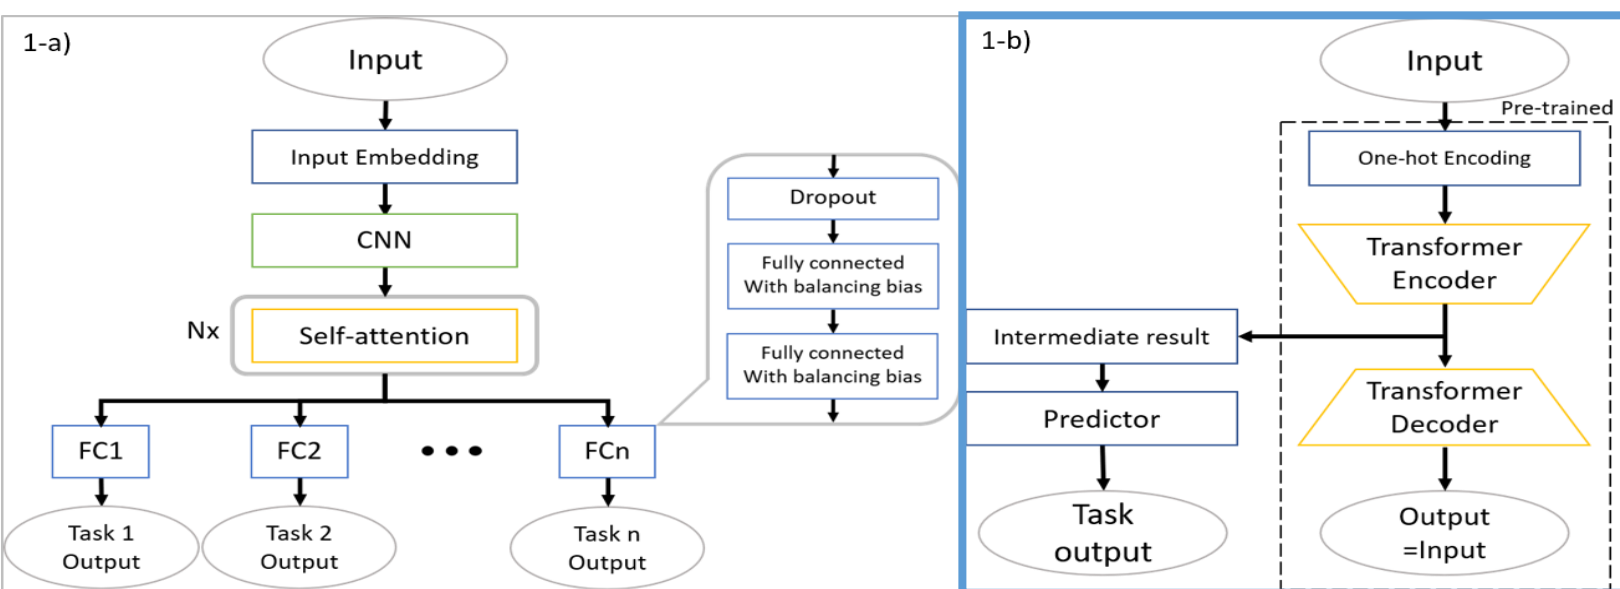 1-a)
Input
Input Embedding
CNN
Nx
Self-attention
FC1
FC2
•••
FCn
Task 1
Output
Task 2
Output
Task n
Output
Dropout
Fully connected
With balancing bias
Fully connected
With balancing bias
1-b)
Input
Pre-trained
One-hot Encoding
Transformer
Encoder
Intermediate result
Predictor
Task
output
Transformer
Decoder
Output
=Input